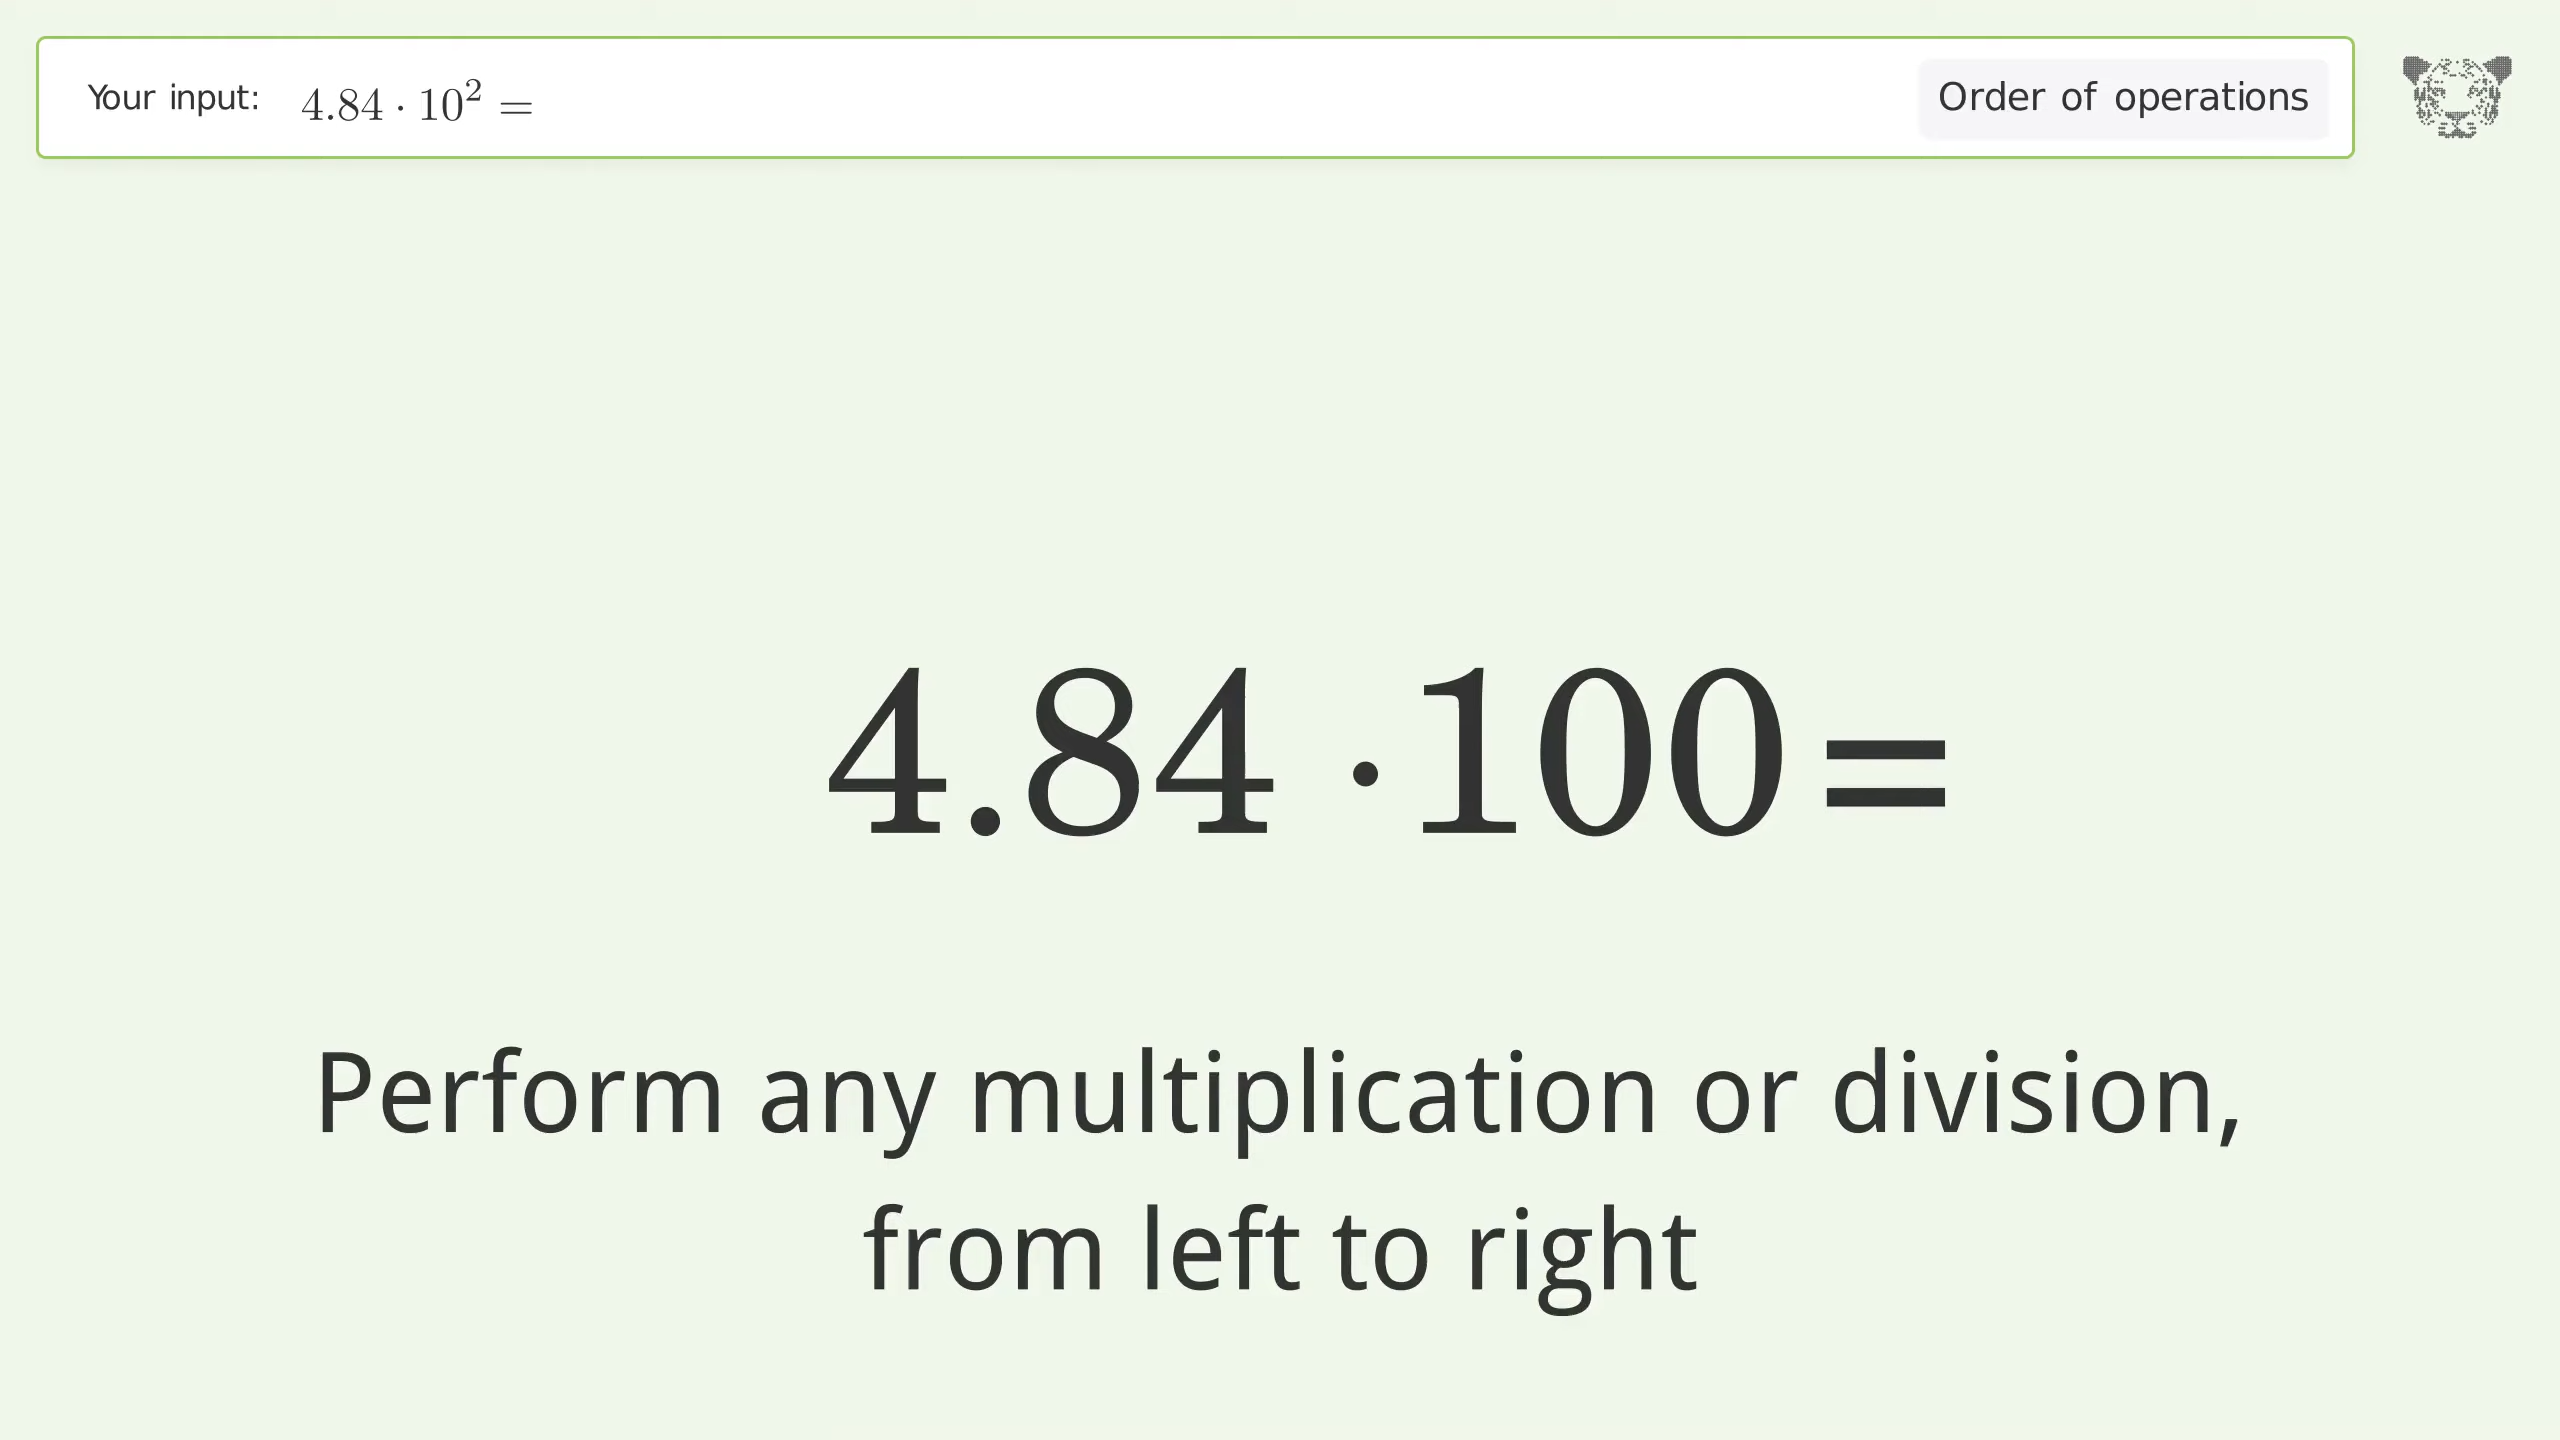 Your input: 4.84 · 10² =
Order of operations
4.84 · 100 =
Perform any multiplication or division,
from left to right